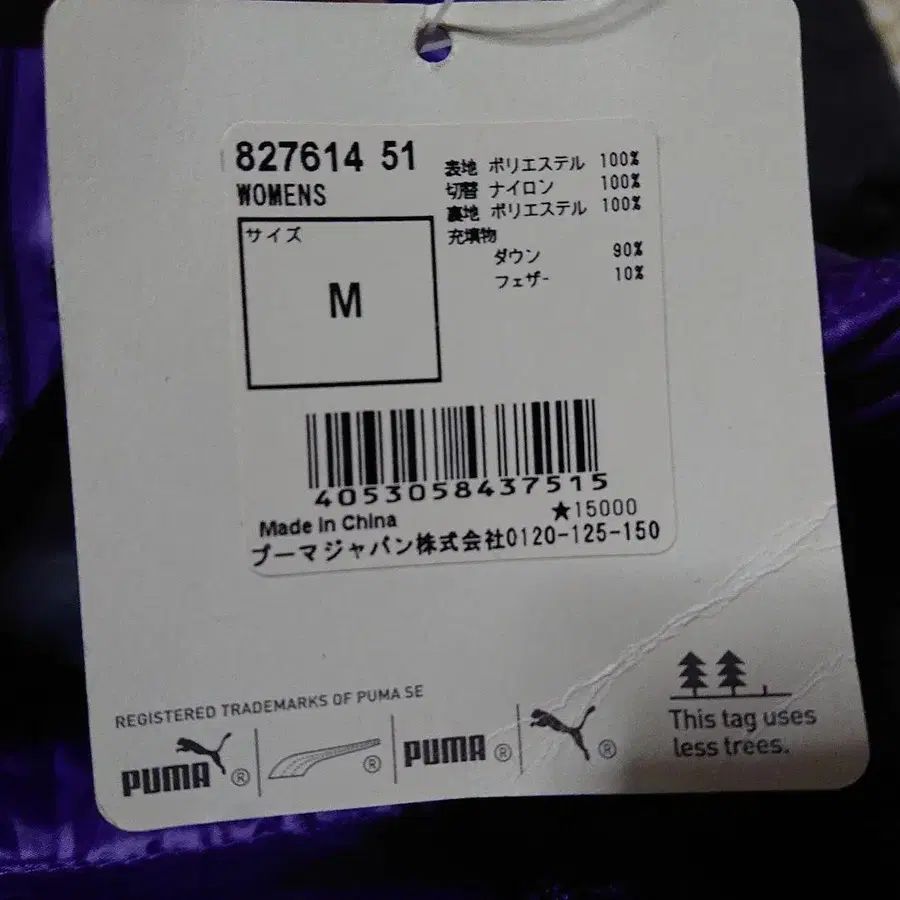 827614 51
WOMENS
サイズ
M
表地 ポリエステル 100%
切替 ナイロン 100%
裏地 ポリエステル 100%
充填物
ダウン 90%
フェザー 10%
4053058437515
★15000
Made in China
プーマジャパン株式会社0120-125-150
REGISTERED TRADEMARKS OF PUMA SE
PUMA ® ® PUMA ® ®
This tag uses
less trees.